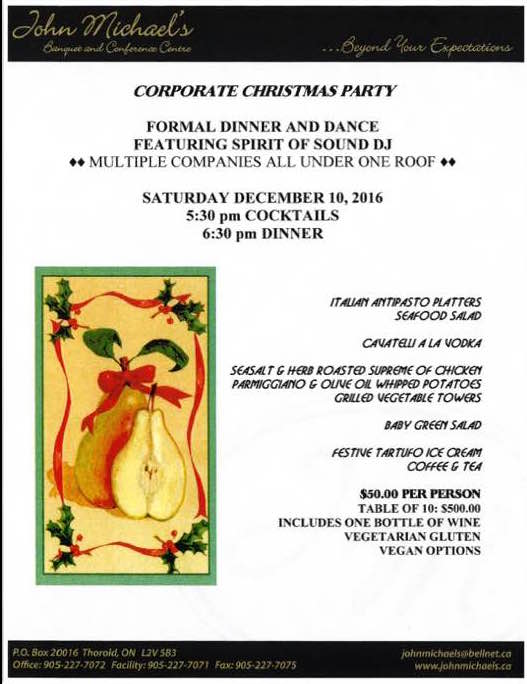 John Michael's
Banquet and Conference Centre
...Beyond Your Expectations
CORPORATE CHRISTMAS PARTY
FORMAL DINNER AND DANCE
FEATURING SPIRIT OF SOUND DJ
♦♦ MULTIPLE COMPANIES ALL UNDER ONE ROOF ♦♦
SATURDAY DECEMBER 10, 2016
5:30 pm COCKTAILS
6:30 pm DINNER
ITALIAN ANTIPASTO PLATTERS
SEAFOOD SALAD
CAVATELLI A LA VODKA
SEASALT & HERB ROASTED SUPREME OF CHICKEN
PARMIGGIANO & OLIVE OIL WHIPPED POTATOES
GRILLED VEGETABLE TOWERS
BABY GREEN SALAD
FESTIVE TARTUFO ICE CREAM
COFFEE & TEA
$50.00 PER PERSON
TABLE OF 10: $500.00
INCLUDES ONE BOTTLE OF WINE
VEGETARIAN GLUTEN
VEGAN OPTIONS
P.O. Box 20016 Thorold, ON L2V 5B3
johnmichaels@bellnet.ca
Office: 905-227-7072 Facility: 905-227-7071 Fax: 905-227-7075
www.johnmichaels.ca